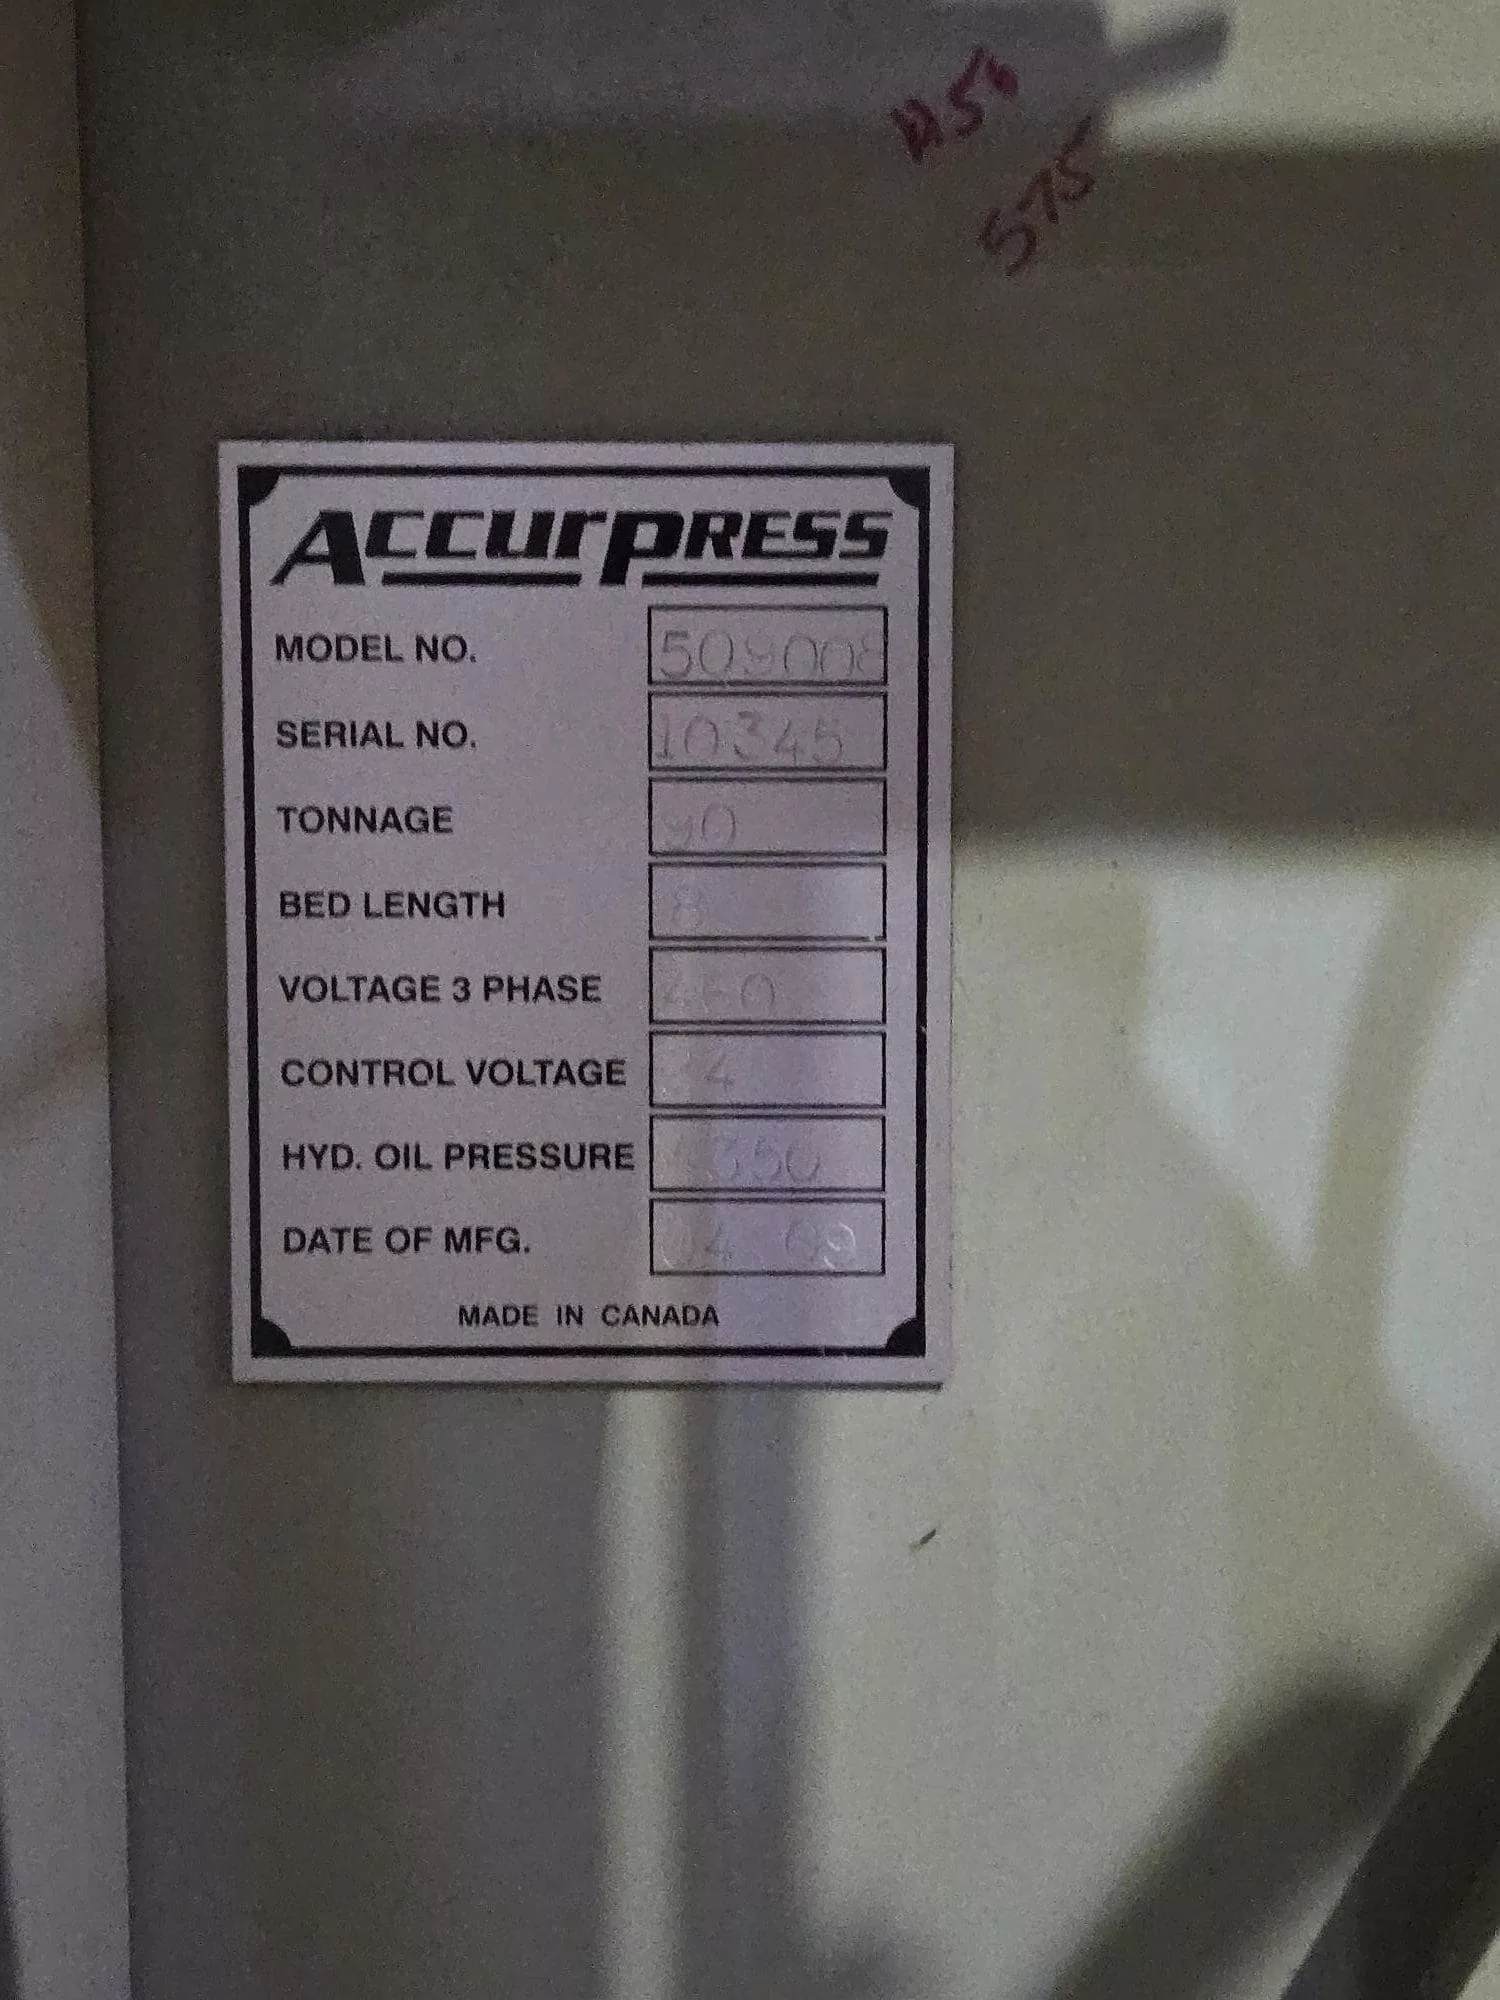 575
ACCURPRESS
MODEL NO. 509008
SERIAL NO. 10345
TONNAGE 90
BED LENGTH 8
VOLTAGE 3 PHASE
CONTROL VOLTAGE
HYD. OIL PRESSURE
DATE OF MFG.
MADE IN CANADA